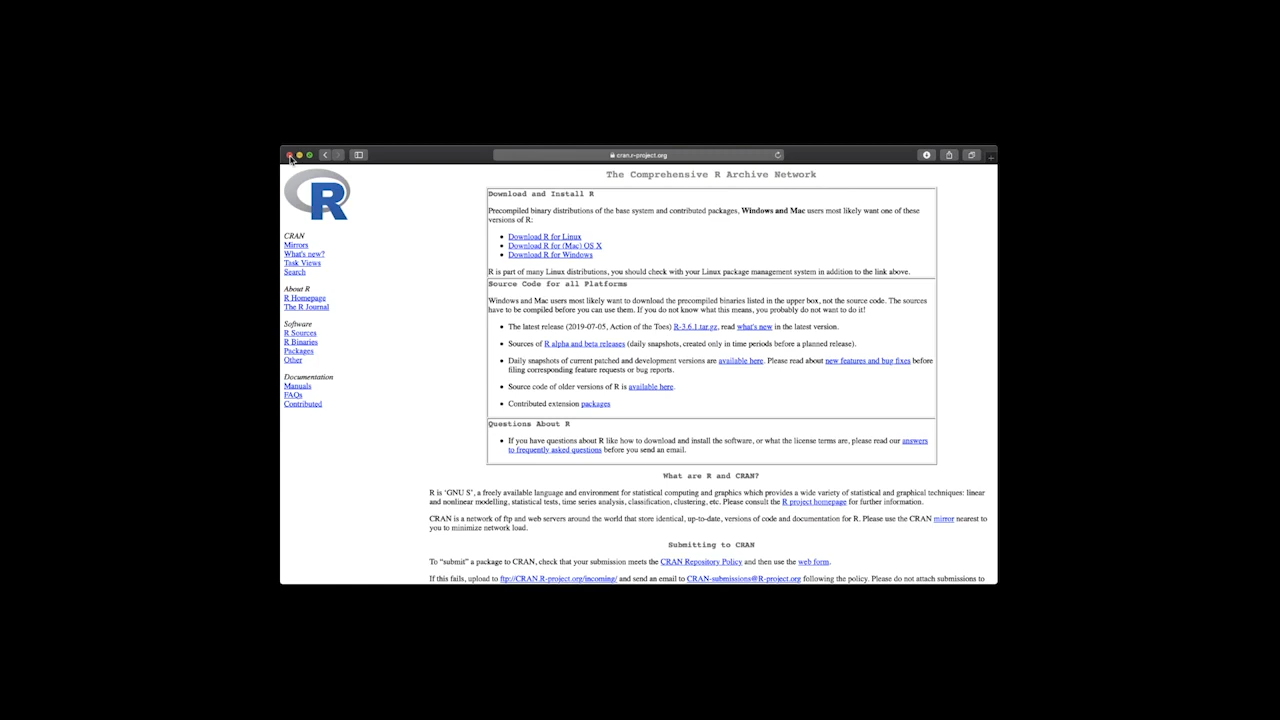 cran.r-project.org
R
The Comprehensive R Archive Network
CRAN
Mirrors
What's new?
Task Views
Search
About R
R Homepage
The R Journal
Software
R Sources
R Binaries
Packages
Other
Documentation
Manuals
FAQs
Contributed
Download and Install R
Precompiled binary distributions of the base system and contributed packages, Windows and Mac users most likely want one of these
versions of R:
• Download R for Linux
• Download R for (Mac) OS X
• Download R for Windows
R is part of many Linux distributions, you should check with your Linux package management system in addition to the link above.
Source Code for all Platforms
Windows and Mac users most likely want to download the precompiled binaries listed in the upper box, not the source code. The sources
have to be compiled before you can use them. If you do not know what this means, you probably do not want to do it!
• The latest release (2019-07-05, Action of the Toes) R-3.6.1.tar.gz, read what's new in the latest version.
• Sources of R alpha and beta releases (daily snapshots, created only in time periods before a planned release).
• Daily snapshots of current patched and development versions are available here. Please read about new features and bug fixes before
filing corresponding feature requests or bug reports.
• Source code of older versions of R is available here.
• Contributed extension packages
Questions About R
• If you have questions about R like how to download and install the software, or what the license terms are, please read our answers
to frequently asked questions before you send an email.
What are R and CRAN?
R is ‘GNU S’, a freely available language and environment for statistical computing and graphics which provides a wide variety of statistical and graphical techniques: linear
and nonlinear modelling, statistical tests, time series analysis, classification, clustering, etc. Please consult the R project homepage for further information.
CRAN is a network of ftp and web servers around the world that store identical, up-to-date, versions of code and documentation for R. Please use the CRAN mirror nearest to
you to minimize network load.
Submitting to CRAN
To “submit” a package to CRAN, check that your submission meets the CRAN Repository Policy and then use the web form.
If this fails, upload to ftp://CRAN.R-project.org/incoming/ and send an email to CRAN-submissions@R-project.org following the policy. Please do not attach submissions to